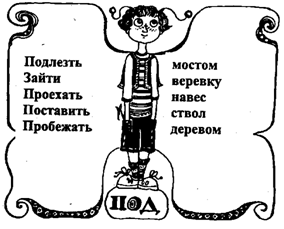 Подлезть
Зайти
Проехать
Поставить
Пробежать
мостом
веревку
навес
ствол
деревом
ПОД